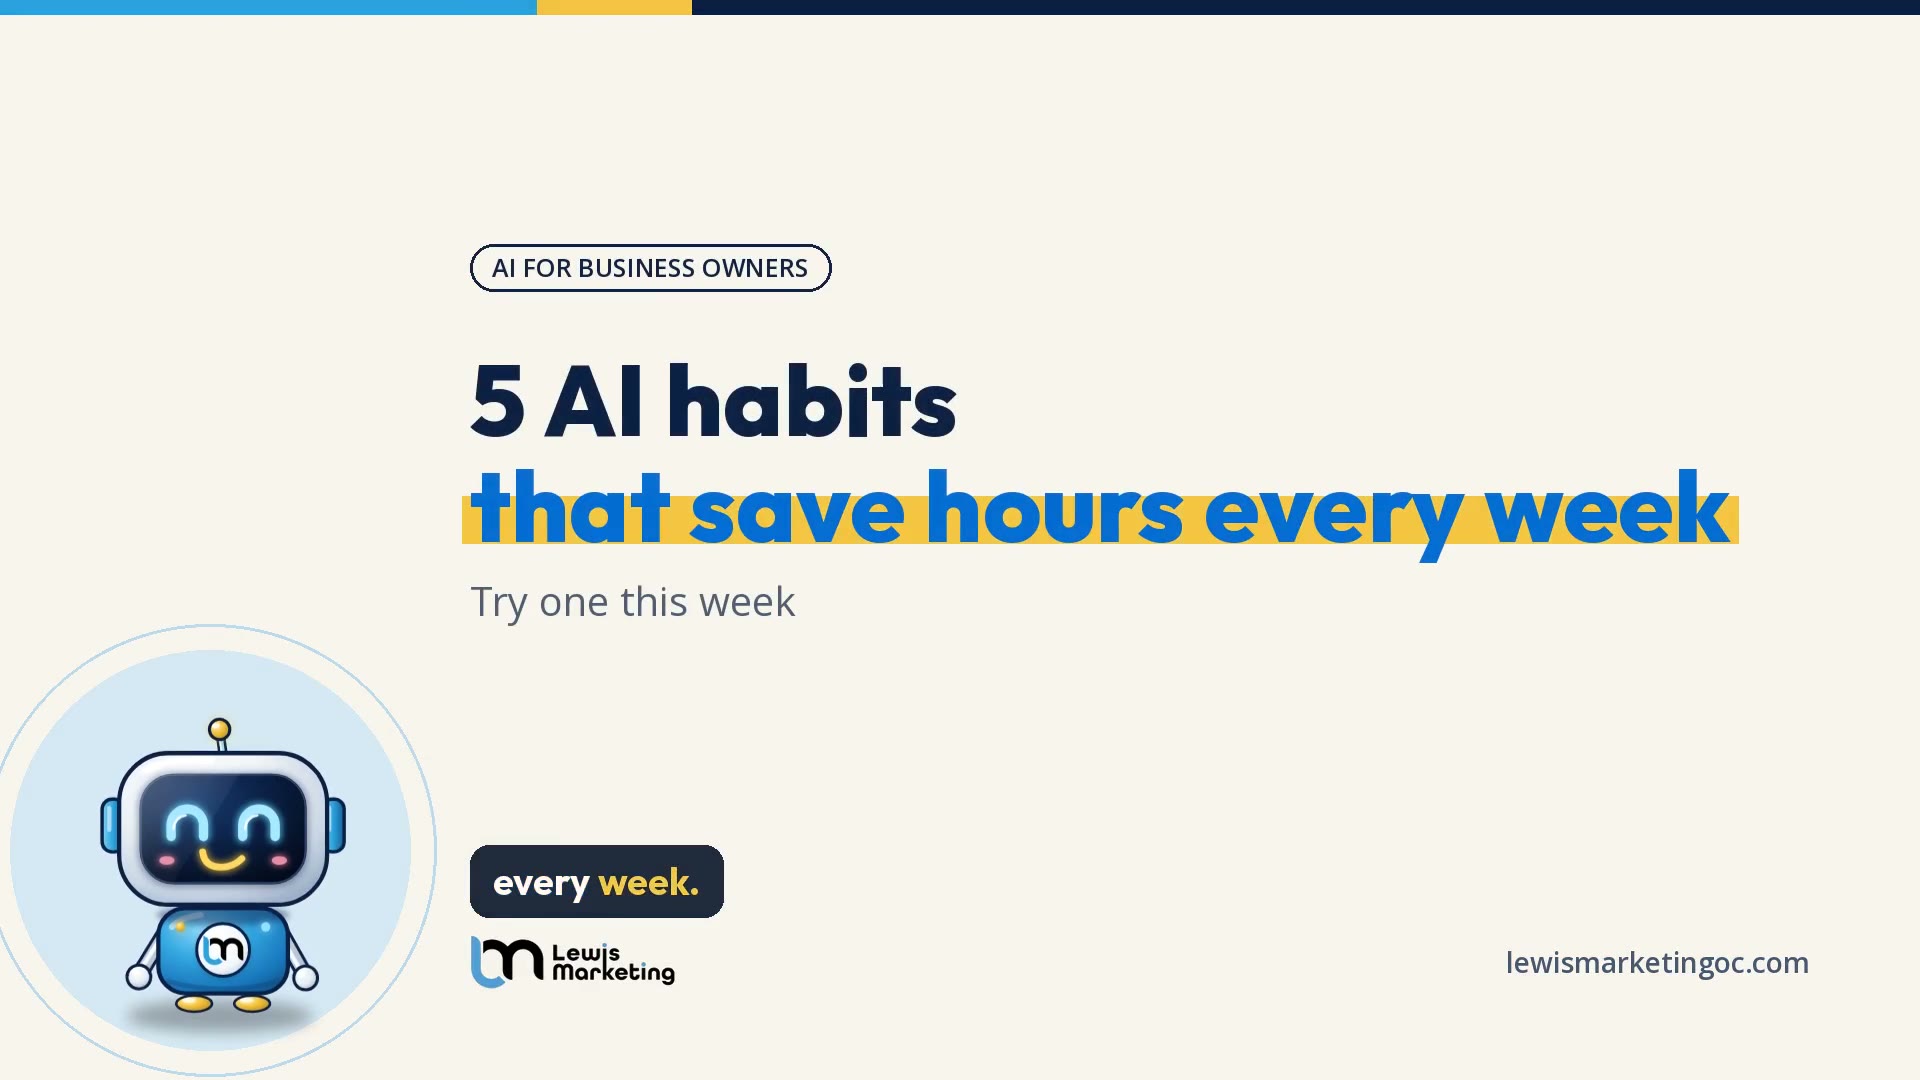 AI FOR BUSINESS OWNERS
5 AI habits
that save hours every week
Try one this week
every week.
Lewis
Marketing
lewismarketingoc.com